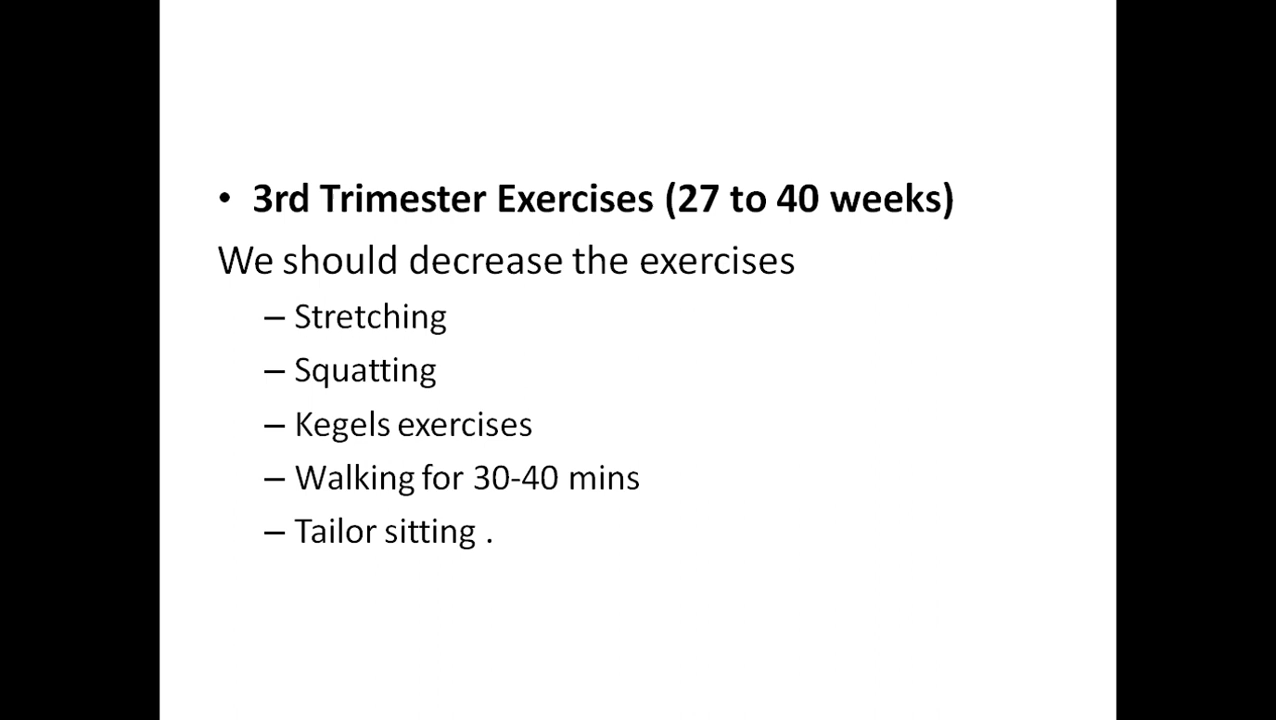 • 3rd Trimester Exercises (27 to 40 weeks)
We should decrease the exercises
– Stretching
– Squatting
– Kegels exercises
– Walking for 30-40 mins
– Tailor sitting .